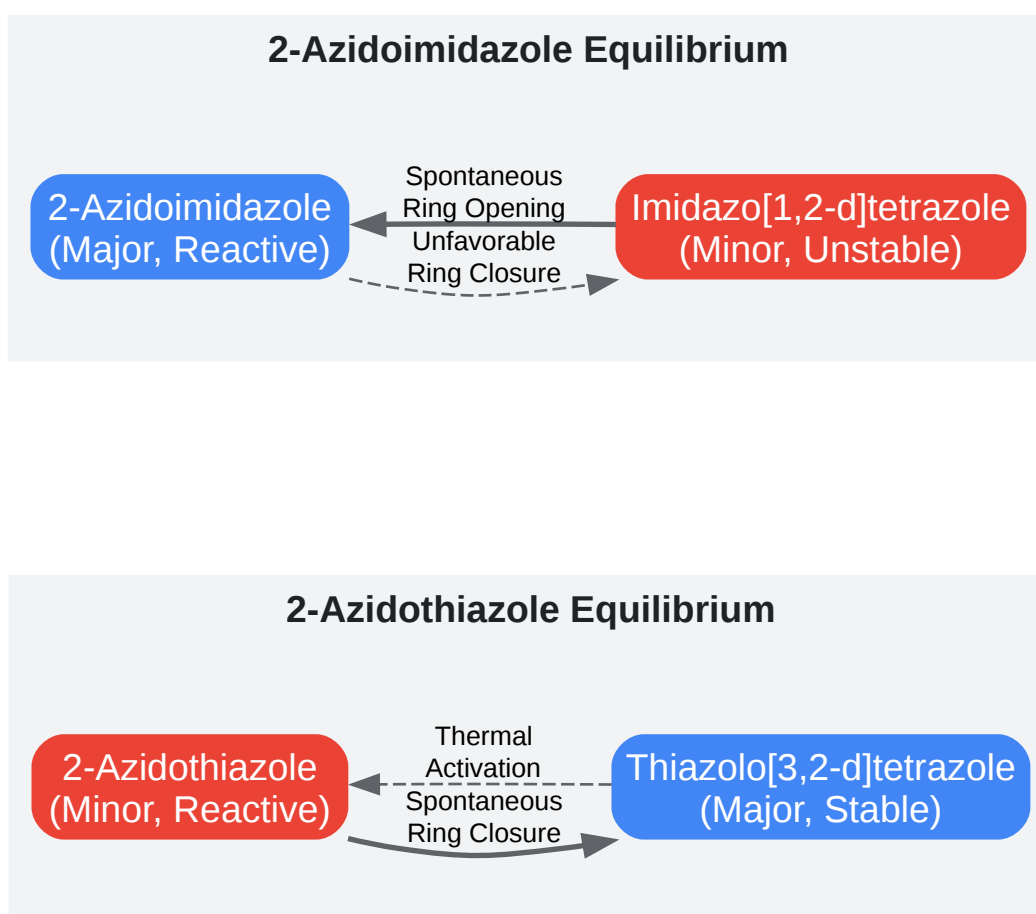 2-Azidoimidazole Equilibrium
2-Azidoimidazole
(Major, Reactive)
Spontaneous
Ring Opening
Unfavorable
Ring Closure
Imidazo[1,2-d]tetrazole
(Minor, Unstable)
2-Azidothiazole Equilibrium
2-Azidothiazole
(Minor, Reactive)
Thermal
Activation
Spontaneous
Ring Closure
Thiazolo[3,2-d]tetrazole
(Major, Stable)